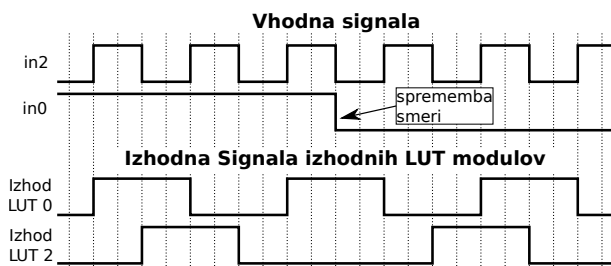 Vhodna signala
in2
in0
sprememba
smeri
Izhodna Signala izhodnih LUT modulov
Izhod
LUT 0
Izhod
LUT 2